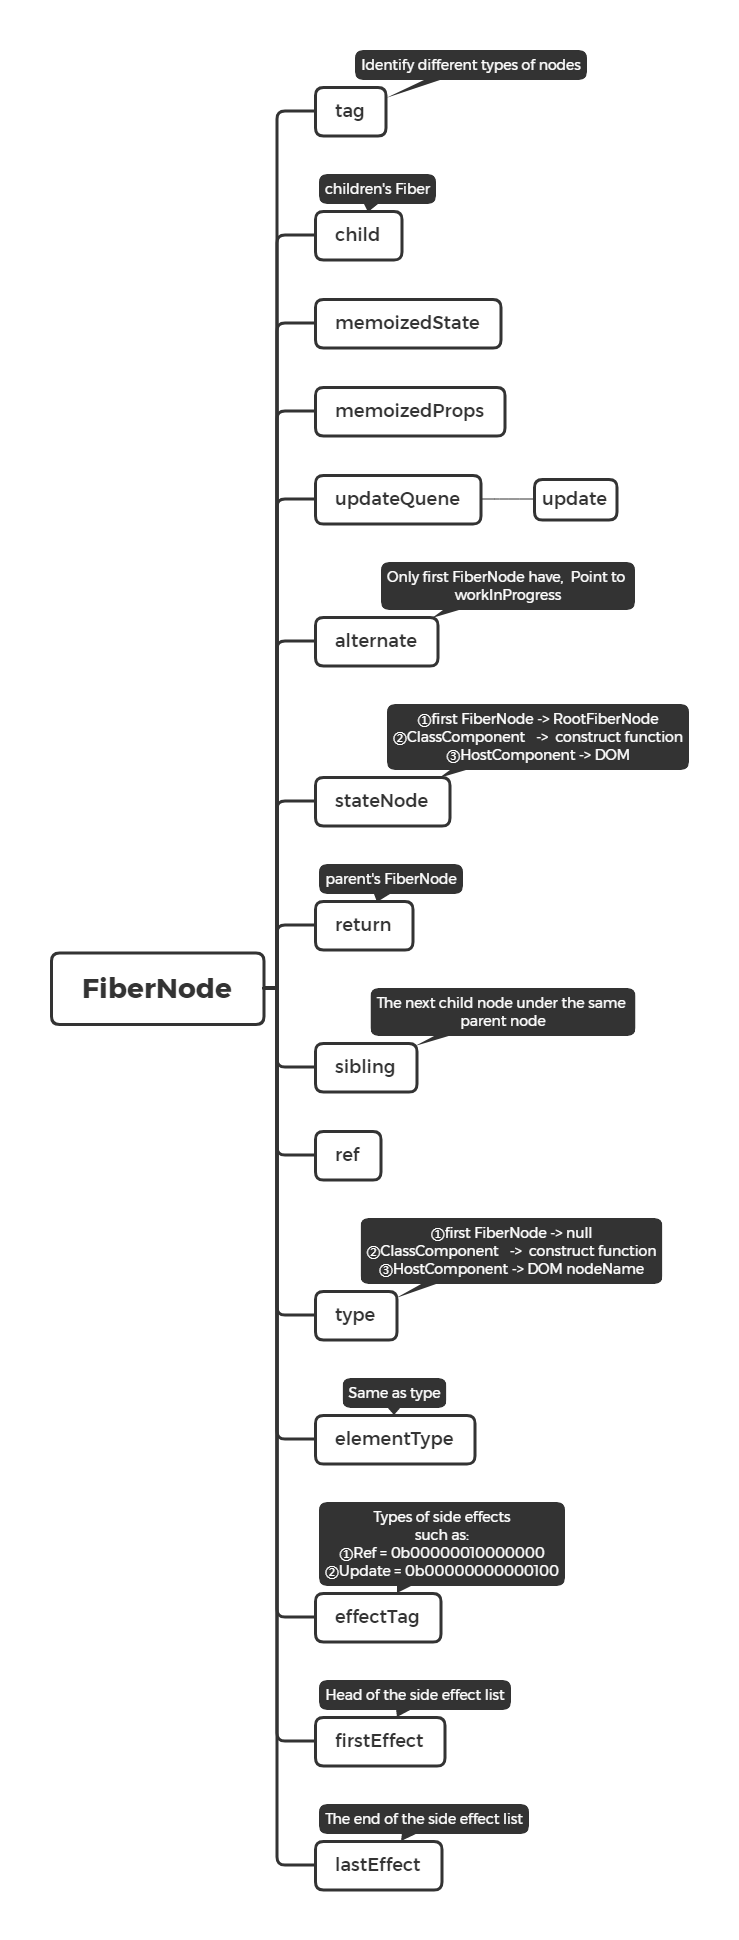 Identify different types of nodes
tag
children's Fiber
child
memoizedState
memoizedProps
updateQuene
update
Only first FiberNode have,  Point to
workInProgress
alternate
①first FiberNode -> RootFiberNode
②ClassComponent   ->  construct function
③HostComponent -> DOM
stateNode
parent's FiberNode
return
FiberNode
The next child node under the same
parent node
sibling
ref
①first FiberNode -> null
②ClassComponent   ->  construct function
③HostComponent -> DOM nodeName
type
Same as type
elementType
Types of side effects
such as:
①Ref = 0b00000010000000
②Update = 0b00000000000100
effectTag
Head of the side effect list
firstEffect
The end of the side effect list
lastEffect